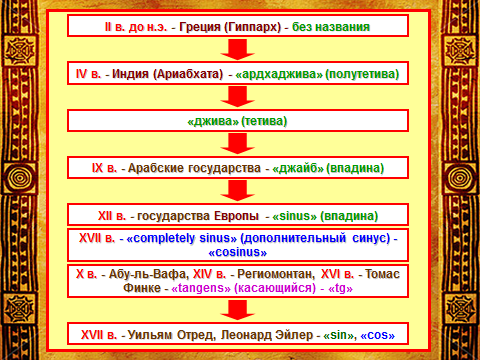 II в. до н.э. - Греция (Гиппарх) - без названия
IV в. - Индия (Ариабхата) - «ардхаджива» (полутетива)
«джива» (тетива)
IX в. - Арабские государства - «джайб» (впадина)
XII в. - государства Европы - «sinus» (впадина)
XVII в. - «completely sinus» (дополнительный синус) -
«cosinus»
X в. - Абу-ль-Вафа, XIV в. - Региомонтан, XVI в. - Томас
Финке - «tangens» (касающийся) - «tg»
XVII в. - Уильям Отред, Леонард Эйлер - «sin», «cos»